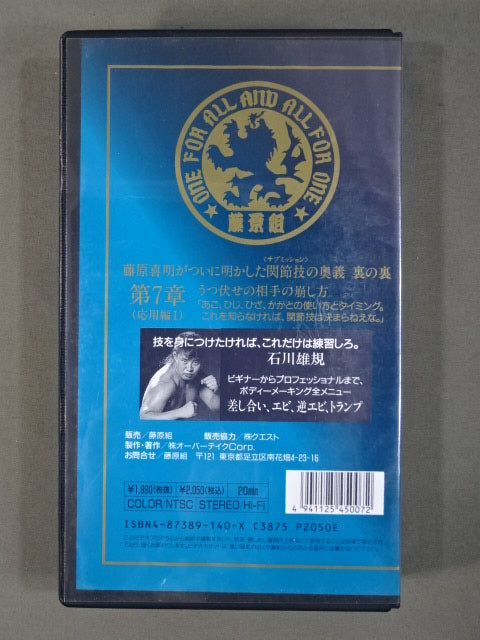 ONE FOR ALL AND ALL FOR ONE
藤原組
藤原喜明がついに明かした関節技の奥義 裏の裏
〈サブミッション〉
第7章 うつ伏せの相手の崩し方
(応用編Ⅰ) 「あご、ひじ、ひざ、かがとの使い方とタイミング。
これを知らなければ、関節技は決まらねえな。」
技を身につけたければ、これだけは練習しろ。
石川雄規
ビギナーからプロフェッショナルまで、
ボディーメーキング全メニュー
差し合い、エビ、逆エビ、トランプ
販売/藤原組 販売協力/㈱クエスト
製作・著作/㈱オーバーテイクCorp.
お問合せ/藤原組 〒121 東京都足立区南花畑4-23-16
¥1,990(税抜) ¥2,050(税込) 20min
COLOR/NTSC STEREO/HI-FI
4 941125 450072
ISBN4-87389-140-X C3875 P2050E